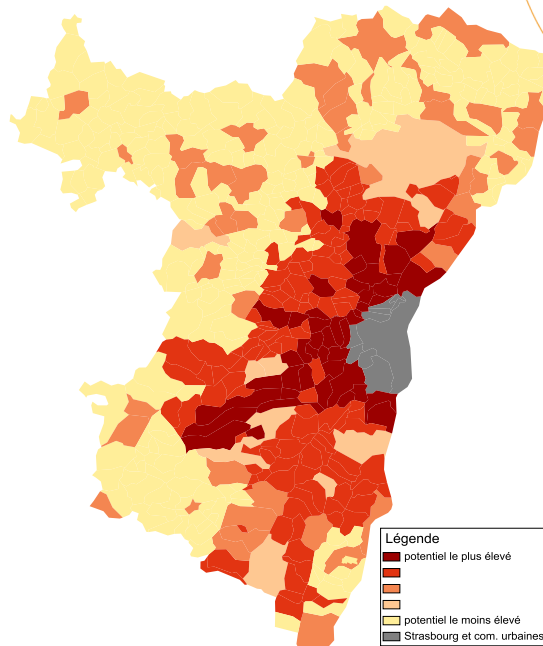 Légende
potentiel le plus élevé
potentiel le moins élevé
Strasbourg et com. urbaines